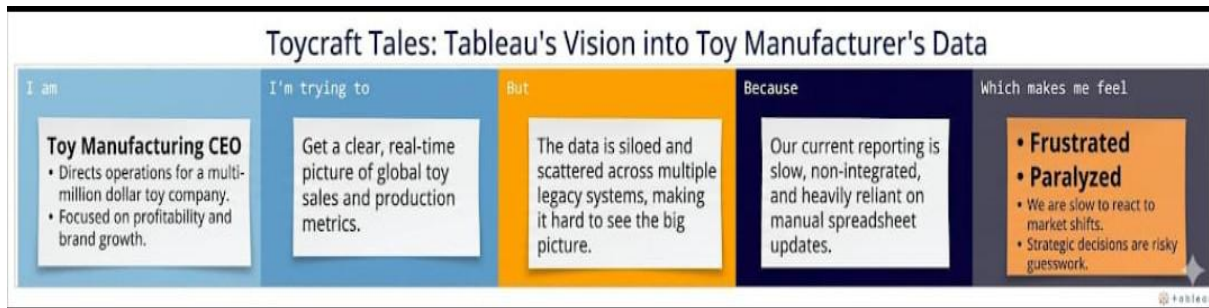 Toycraft Tales: Tableau's Vision into Toy Manufacturer's Data
I am
Toy Manufacturing CEO
• Directs operations for a multi-
million dollar toy company.
• Focused on profitability and
brand growth.
I'm trying to
Get a clear, real-time
picture of global toy
sales and production
metrics.
But
The data is siloed and
scattered across multiple
legacy systems, making
it hard to see the big
picture.
Because
Our current reporting is
slow, non-integrated,
and heavily reliant on
manual spreadsheet
updates.
Which makes me feel
• Frustrated
• Paralyzed
• We are slow to react to
market shifts.
• Strategic decisions are risky
guesswork.